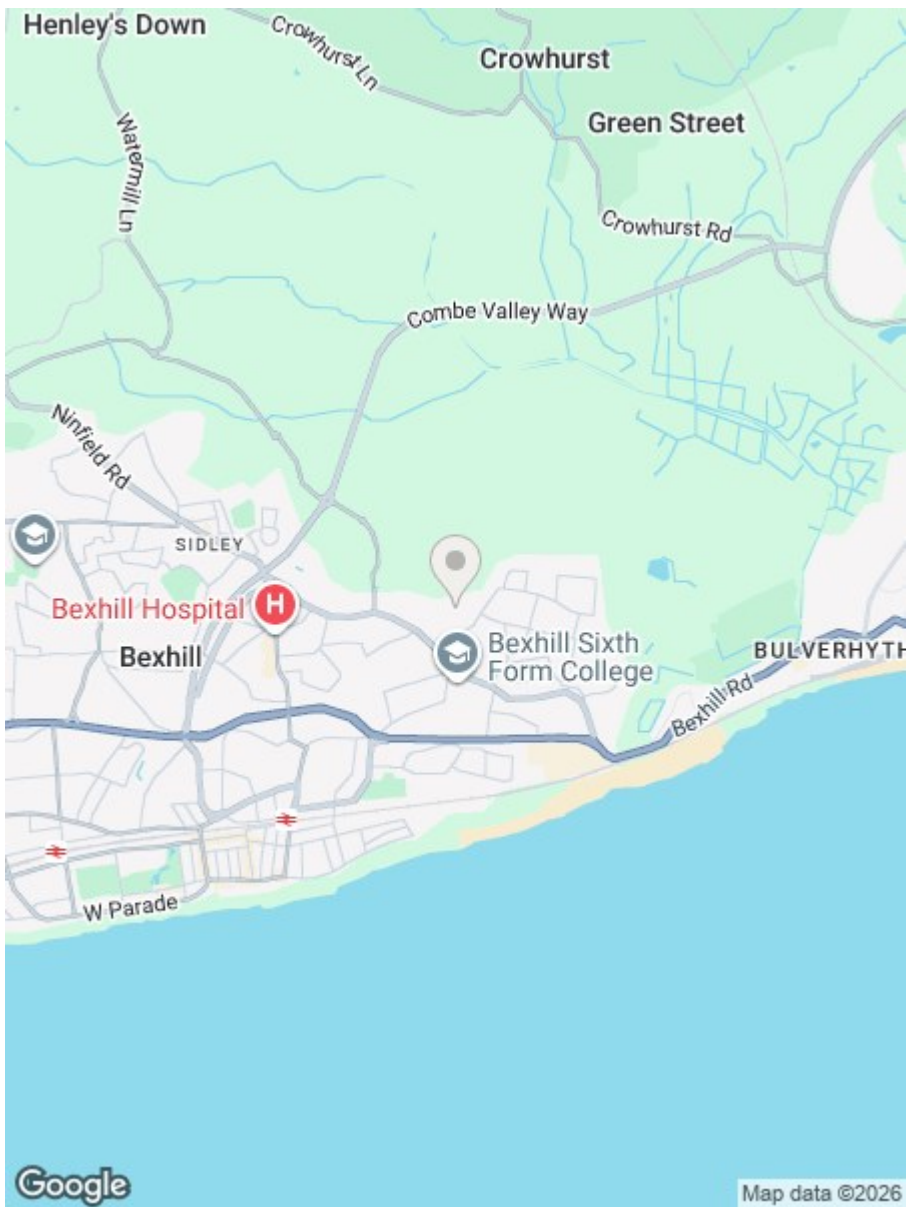 Henley's Down
Crowhurst Ln
Crowhurst
Green Street
Watermill Ln
Crowhurst Rd
Combe Valley Way
Ninfield Rd
SIDLEY
Bexhill Hospital
H
Bexhill
Bexhill Sixth
Form College
BULVERHYTH
Bexhill Rd
W Parade
Google
Map data ©2026